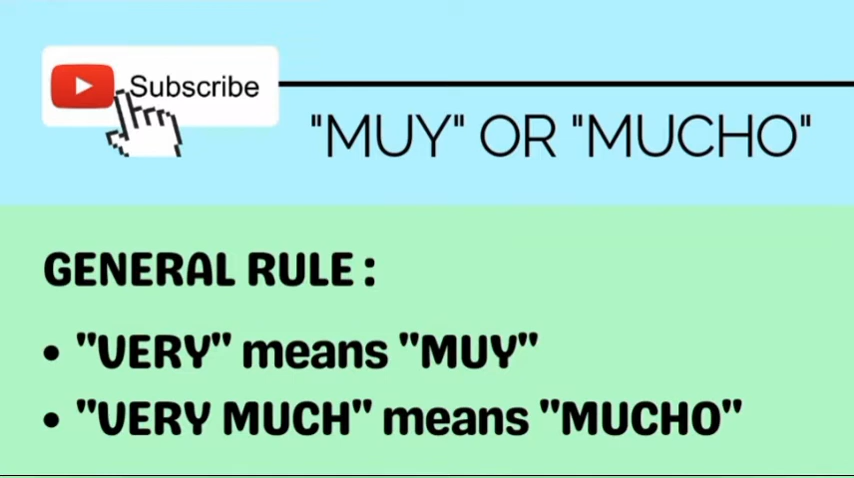 Subscribe
"MUY" OR "MUCHO"
GENERAL RULE :
• "VERY" means "MUY"
• "VERY MUCH" means "MUCHO"